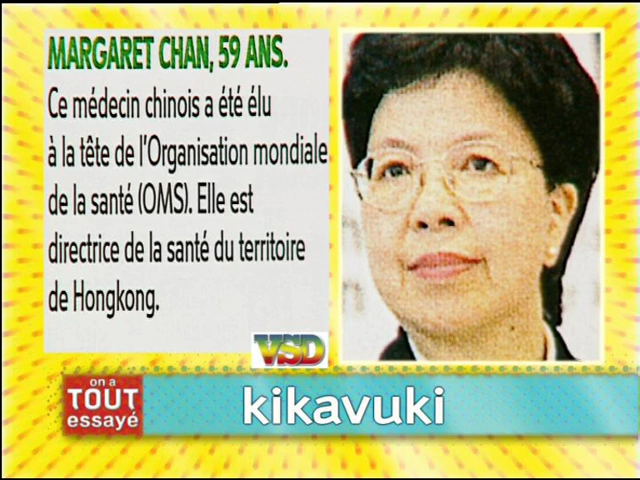 MARGARET CHAN, 59 ANS.
Ce médecin chinois a été élu
à la tête de l'Organisation mondiale
de la santé (OMS). Elle est
directrice de la santé du territoire
de Hongkong.
VSD
on a
TOUT
essayé
kikavuki